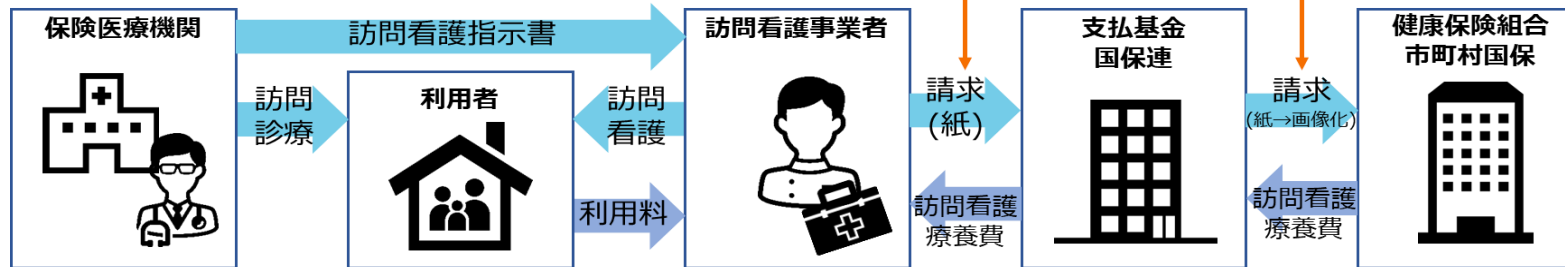 保険医療機関
訪問看護指示書
訪問
診療
利用者
訪問
看護
利用料
訪問看護事業者
請求
(紙)
訪問看護
療養費
支払基金
国保連
請求
(紙→画像化)
訪問看護
療養費
健康保険組合
市町村国保